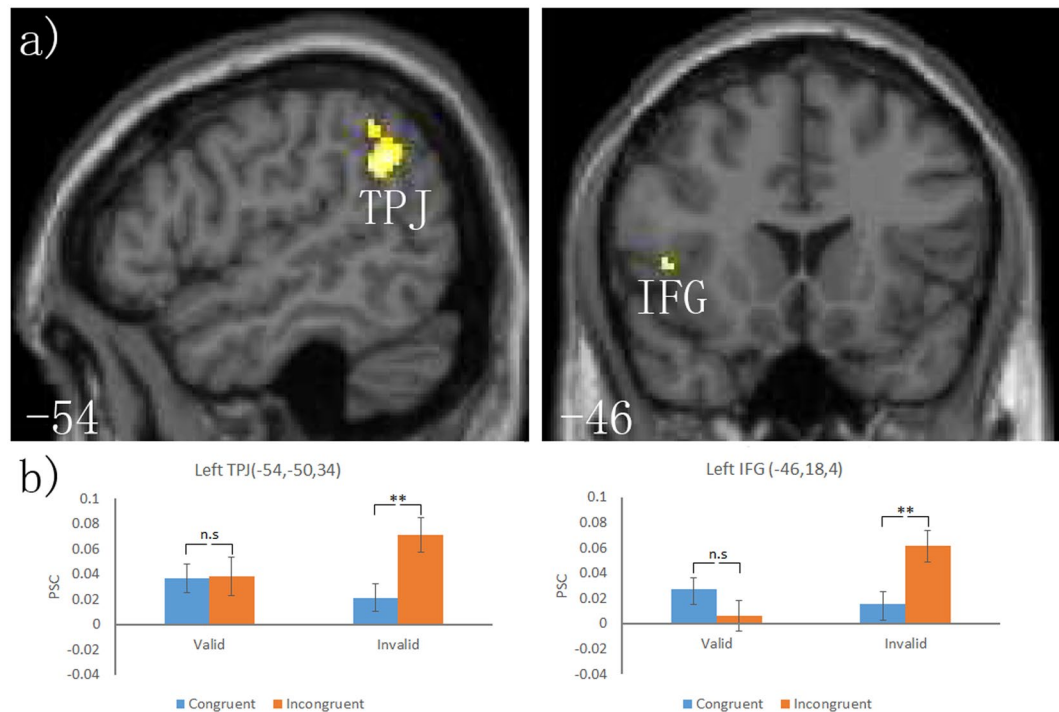 a)
TPJ
-54
IFG
-46
b)
Left TPJ(-54,-50,34)
PSC
0.1
0.08
0.06
0.04
0.02
0
-0.02
-0.04
n.s
**
Valid
Invalid
Congruent Incongruent
Left IFG (-46,18,4)
PSC
0.1
0.08
0.06
0.04
0.02
0
-0.02
-0.04
n.s
**
Valid
Invalid
Congruent Incongruent